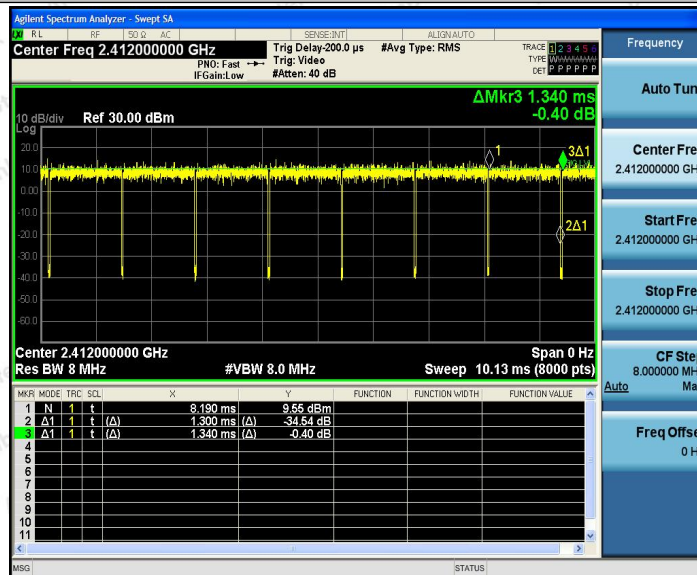 Agilent Spectrum Analyzer - Swept SA
LXI RL RF 50 Ω AC SENSE:INT ALIGN AUTO
Center Freq 2.412000000 GHz
PNO: Fast
IFGain:Low
Trig Delay-200.0 µs
Trig: Video
#Atten: 40 dB
#Avg Type: RMS
TRACE 1 2 3 4 5 6
TYPE
DET P P P P P P
ΔMkr3 1.340 ms
-0.40 dB
10 dB/div Ref 30.00 dBm
Log
20.0
10.0
0.00
-10.0
-20.0
-30.0
-40.0
-50.0
-60.0
1
3Δ1
2Δ1
Center 2.412000000 GHz Span 0 Hz
Res BW 8 MHz #VBW 8.0 MHz Sweep 10.13 ms (8000 pts)
MKR MODE TRC SCL X Y FUNCTION FUNCTION WIDTH FUNCTION VALUE
1 N 1 t 8.190 ms 9.55 dBm
2 Δ1 1 t (Δ) 1.300 ms (Δ) -34.54 dB
3 Δ1 1 t (Δ) 1.340 ms (Δ) -0.40 dB
4
5
6
7
8
9
10
11
MSG STATUS
Frequency
Auto Tun
Center Fre
2.412000000 GH
Start Fre
2.412000000 GH
Stop Fre
2.412000000 GH
CF Ste
8.000000 MH
Auto Ma
Freq Offse
0 H